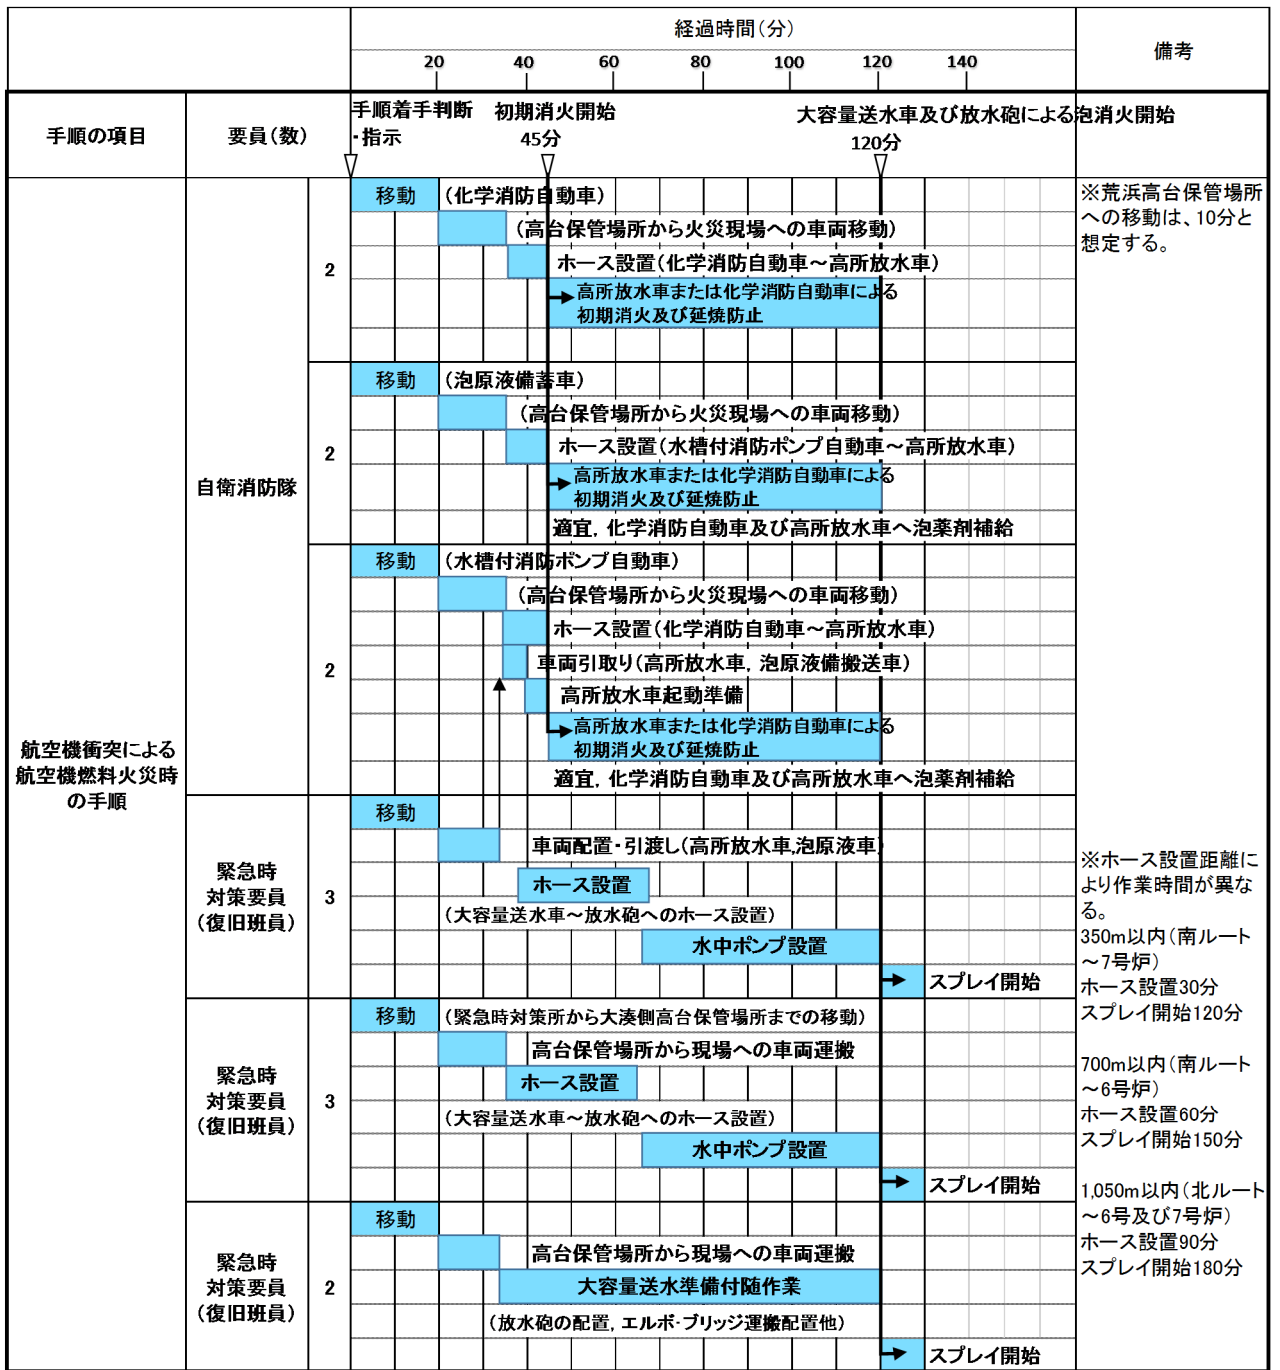 経過時間(分)
備考
20 40 60 80 100 120 140
手順の項目
要員(数)
手順着手判断
・指示
初期消火開始
45分
大容量送水車及び放水砲による泡消火開始
120分
航空機衝突による
航空機燃料火災時
の手順
自衛消防隊
2
移動 (化学消防自動車)
(高台保管場所から火災現場への車両移動)
ホース設置(化学消防自動車～高所放水車)
高所放水車または化学消防自動車による
初期消火及び延焼防止
2
移動 (泡原液備蓄車)
(高台保管場所から火災現場への車両移動)
ホース設置(水槽付消防ポンプ自動車～高所放水車)
高所放水車または化学消防自動車による
初期消火及び延焼防止
適宜, 化学消防自動車及び高所放水車へ泡薬剤補給
2
移動 (水槽付消防ポンプ自動車)
(高台保管場所から火災現場への車両移動)
ホース設置(化学消防自動車～高所放水車)
車両引取り(高所放水車, 泡原液備搬送車)
高所放水車起動準備
高所放水車または化学消防自動車による
初期消火及び延焼防止
適宜, 化学消防自動車及び高所放水車へ泡薬剤補給
緊急時
対策要員
(復旧班員)
3
移動
車両配置・引渡し(高所放水車,泡原液車)
ホース設置
(大容量送水車～放水砲へのホース設置)
水中ポンプ設置
スプレイ開始
緊急時
対策要員
(復旧班員)
3
移動 (緊急時対策所から大湊側高台保管場所までの移動)
高台保管場所から現場への車両運搬
ホース設置
(大容量送水車～放水砲へのホース設置)
水中ポンプ設置
スプレイ開始
緊急時
対策要員
(復旧班員)
2
移動
高台保管場所から現場への車両運搬
大容量送水準備付随作業
(放水砲の配置, エルボ・ブリッジ運搬配置他)
スプレイ開始
※荒浜高台保管場所
への移動は、10分と
想定する。
※ホース設置距離に
より作業時間が異な
る。
350m以内(南ルート
～7号炉)
ホース設置30分
スプレイ開始120分
700m以内(南ルート
～6号炉)
ホース設置60分
スプレイ開始150分
1,050m以内(北ルート
～6号及び7号炉)
ホース設置90分
スプレイ開始180分